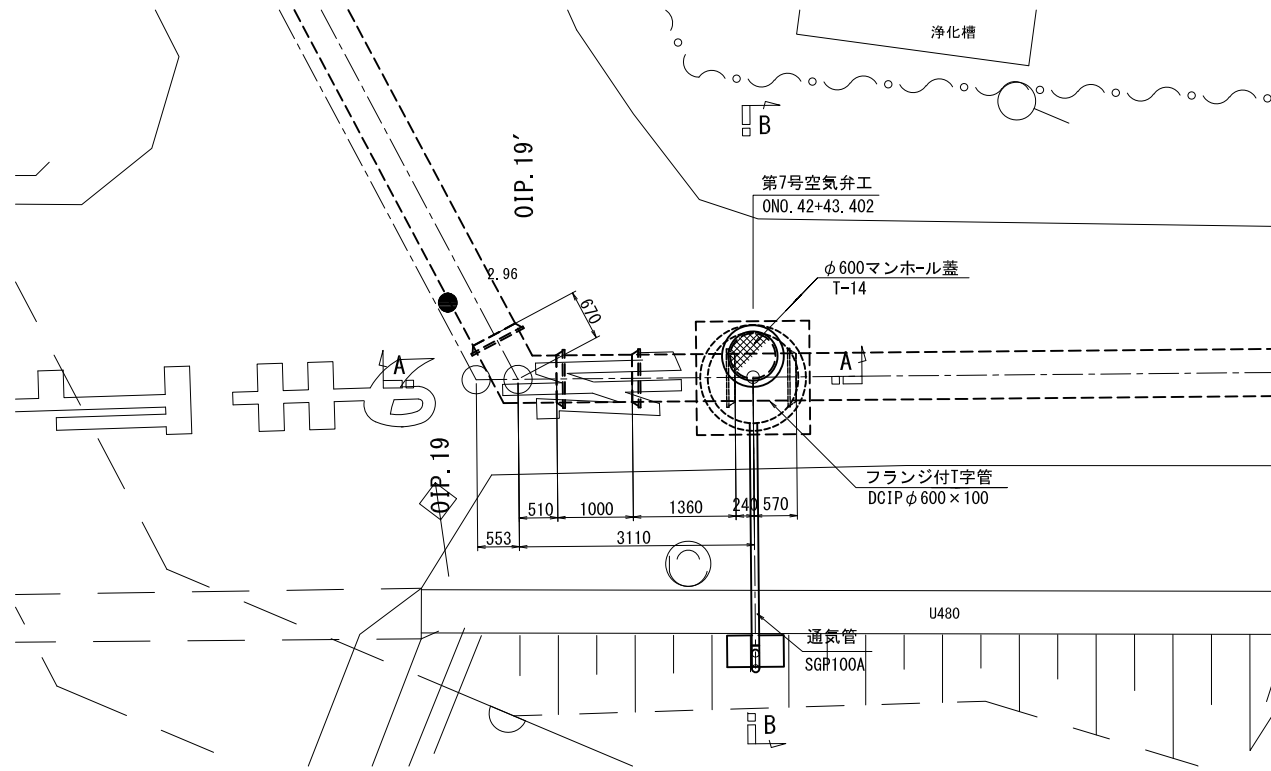 浄化槽
B
OIP. 19′
第7号空気弁工
ONO. 42+43. 402
φ600マンホール蓋
T-14
2.96
670
A
A
OIP. 19
フランジ付T字管
DCIPφ600×100
510
1000
1360
240
570
553
3110
U480
通気管
SGP100A
B